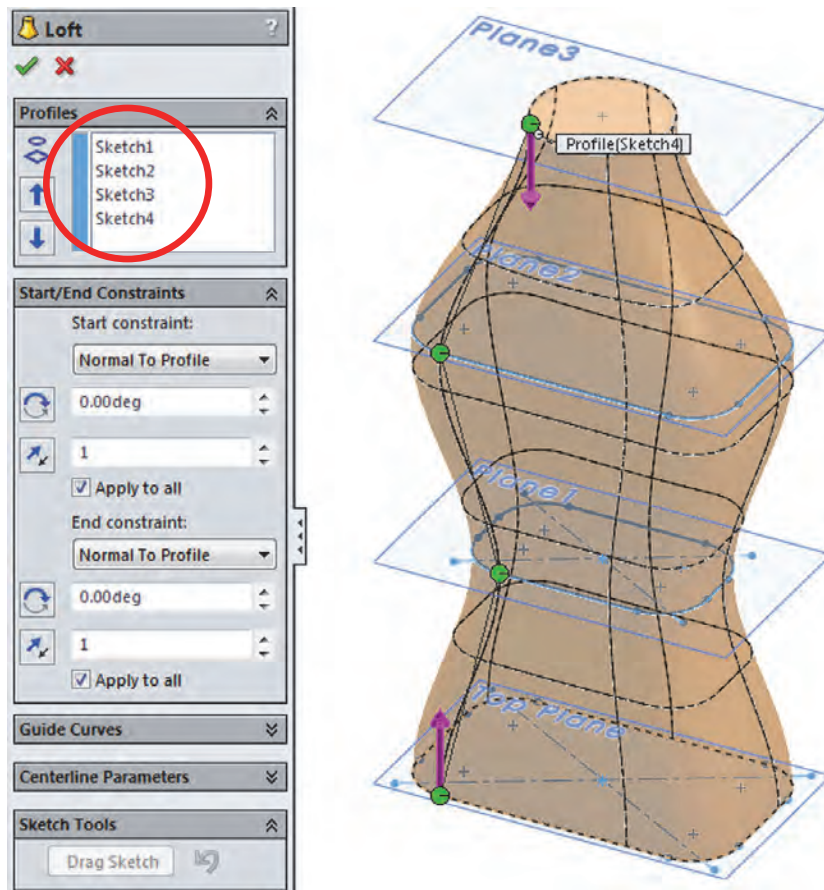 Loft
?
Profiles
Sketch1
Sketch2
Sketch3
Sketch4
Start/End Constraints
Start constraint:
Normal To Profile
0.00deg
1
Apply to all
End constraint:
Normal To Profile
0.00deg
1
Apply to all
Guide Curves
Centerline Parameters
Sketch Tools
Drag Sketch
Plane3
Profile(Sketch4)
Plane2
Plane1
Top Plane